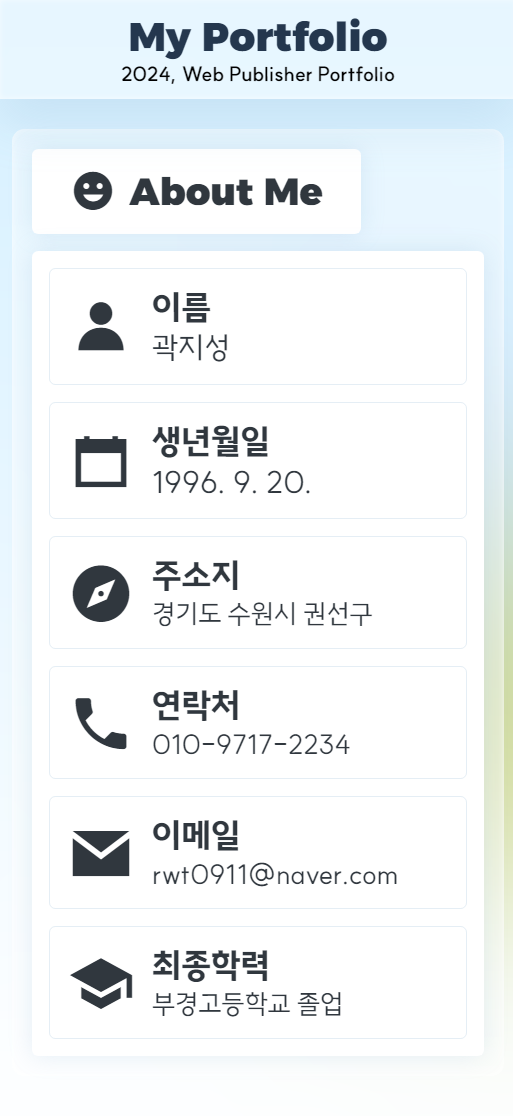 My Portfolio
2024, Web Publisher Portfolio
About Me
이름
곽지성
생년월일
1996. 9. 20.
주소지
경기도 수원시 권선구
연락처
010-9717-2234
이메일
rwt0911@naver.com
최종학력
부경고등학교 졸업